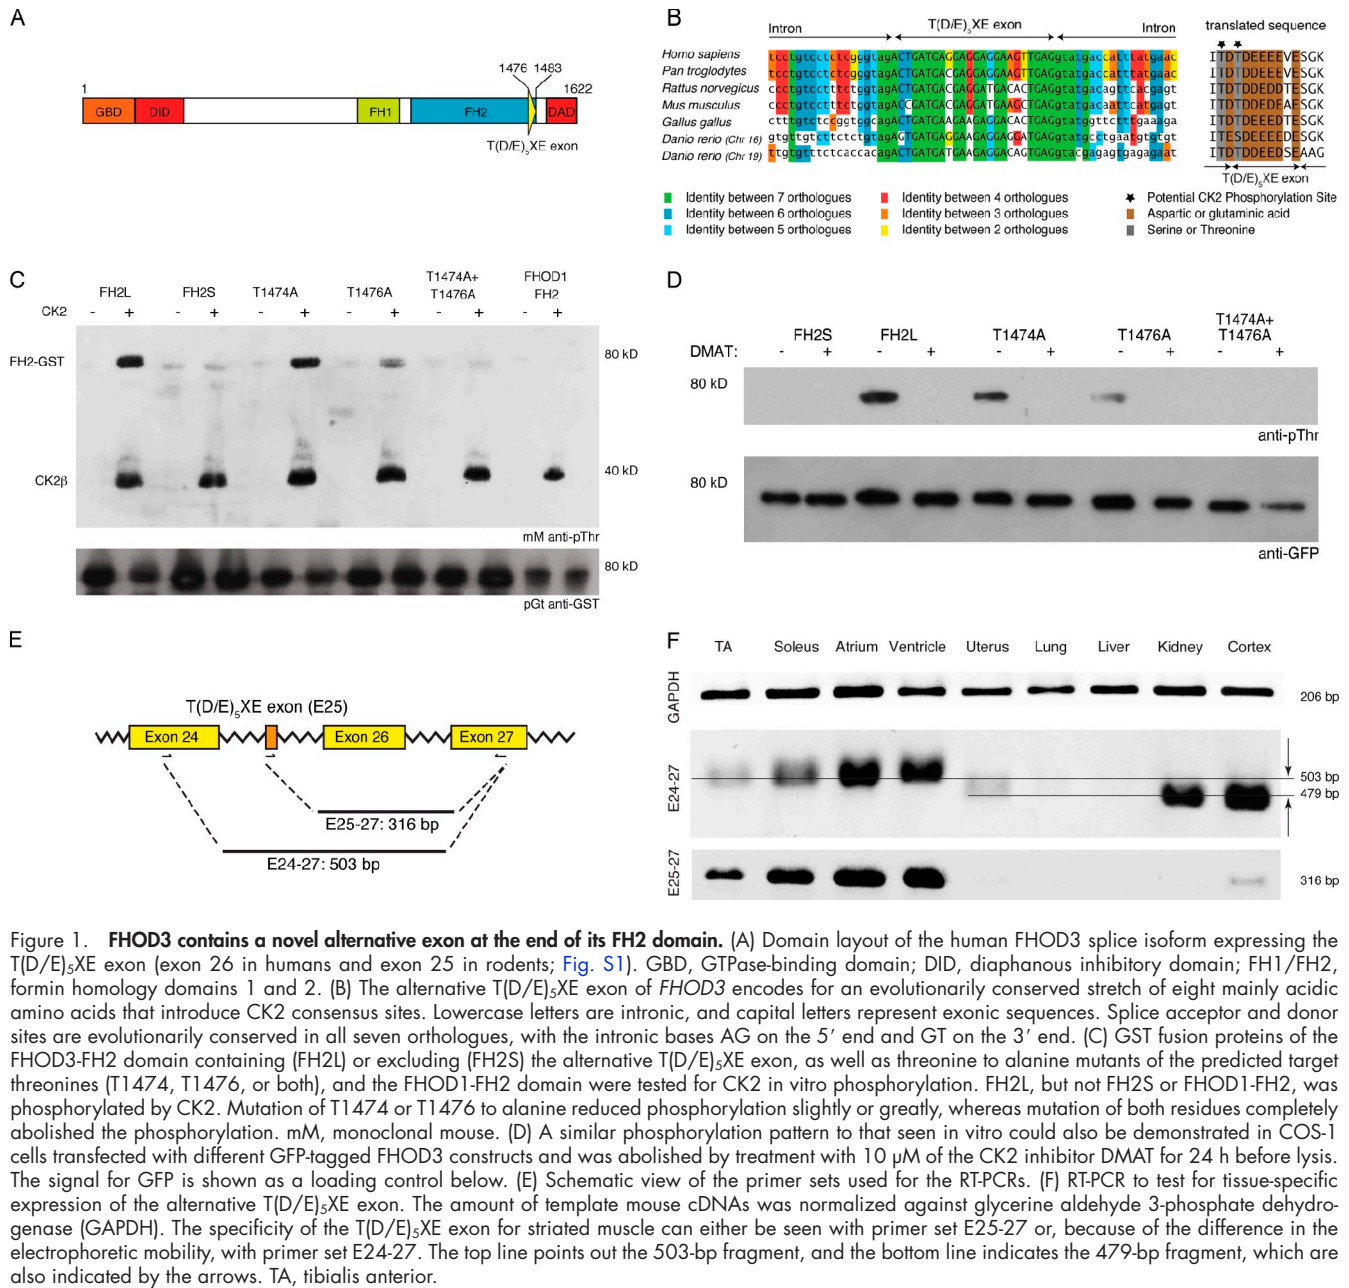 A
1
1476
1483
1622
GBD
DID
FH1
FH2
DAD
T(D/E)5XE exon
B
Intron
T(D/E)5XE exon
Intron
translated sequence
Homo sapiens
Pan troglodytes
Rattus norvegicus
Mus musculus
Gallus gallus
Danio rerio (Chr 16)
Danio rerio (Chr 19)
ITDTDDEEEEVESGK
ITDTDDEEEEVESGK
ITDTDDEDDTESGK
T(D/E)5XE exon
Identity between 7 orthologues
Identity between 6 orthologues
Identity between 5 orthologues
Identity between 4 orthologues
Identity between 3 orthologues
Identity between 2 orthologues
Potential CK2 Phosphorylation Site
Aspartic or glutaminic acid
Serine or Threonine
C
FH2L FH2S T1474A T1476A T1474A+ T1476A FHOD1 FH2
CK2 - + - + - + - + - + - +
FH2-GST
80 kD
CK2β
40 kD
mM anti-pThr
80 kD
pGt anti-GST
D
FH2S FH2L T1474A T1476A T1474A+ T1476A
DMAT: - + - + - + - + - +
80 kD
anti-pThr
80 kD
anti-GFP
E
T(D/E)5XE exon (E25)
Exon 24
Exon 26
Exon 27
E25-27: 316 bp
E24-27: 503 bp
F
TA Soleus Atrium Ventricle Uterus Lung Liver Kidney Cortex
GAPDH
206 bp
E24-27
503 bp
479 bp
E25-27
316 bp
Figure 1. FHOD3 contains a novel alternative exon at the end of its FH2 domain. (A) Domain layout of the human FHOD3 splice isoform expressing the
T(D/E)5XE exon (exon 26 in humans and exon 25 in rodents; Fig. S1). GBD, GTPase-binding domain; DID, diaphanous inhibitory domain; FH1/FH2,
formin homology domains 1 and 2. (B) The alternative T(D/E)5XE exon of FHOD3 encodes for an evolutionarily conserved stretch of eight mainly acidic
amino acids that introduce CK2 consensus sites. Lowercase letters are intronic, and capital letters represent exonic sequences. Splice acceptor and donor
sites are evolutionarily conserved in all seven orthologues, with the intronic bases AG on the 5′ end and GT on the 3′ end. (C) GST fusion proteins of the
FHOD3-FH2 domain containing (FH2L) or excluding (FH2S) the alternative T(D/E)5XE exon, as well as threonine to alanine mutants of the predicted target
threonines (T1474, T1476, or both), and the FHOD1-FH2 domain were tested for CK2 in vitro phosphorylation. FH2L, but not FH2S or FHOD1-FH2, was
phosphorylated by CK2. Mutation of T1474 or T1476 to alanine reduced phosphorylation slightly or greatly, whereas mutation of both residues completely
abolished the phosphorylation. mM, monoclonal mouse. (D) A similar phosphorylation pattern to that seen in vitro could also be demonstrated in COS-1
cells transfected with different GFP-tagged FHOD3 constructs and was abolished by treatment with 10 µM of the CK2 inhibitor DMAT for 24 h before lysis.
The signal for GFP is shown as a loading control below. (E) Schematic view of the primer sets used for the RT-PCRs. (F) RT-PCR to test for tissue-specific
expression of the alternative T(D/E)5XE exon. The amount of template mouse cDNAs was normalized against glycerine aldehyde 3-phosphate dehydro-
genase (GAPDH). The specificity of the T(D/E)5XE exon for striated muscle can either be seen with primer set E25-27 or, because of the difference in the
electrophoretic mobility, with primer set E24-27. The top line points out the 503-bp fragment, and the bottom line indicates the 479-bp fragment, which are
also indicated by the arrows. TA, tibialis anterior.